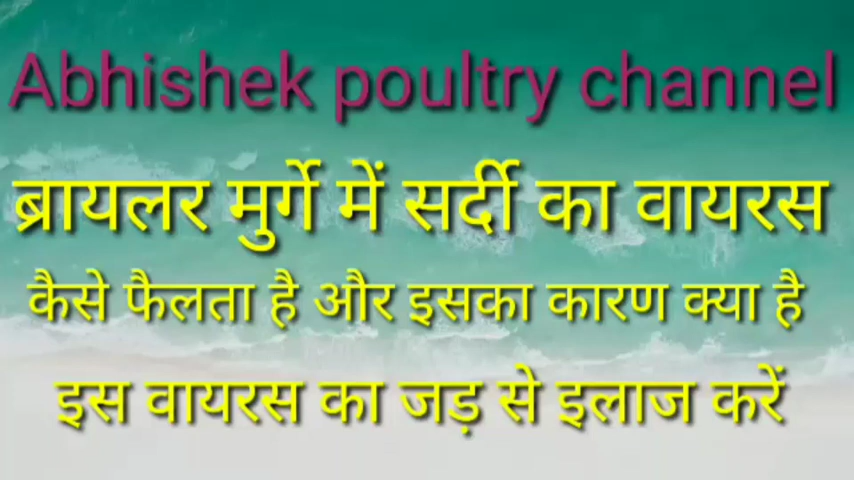 Abhishek poultry channel
ब्रायलर मुर्गे में सर्दी का वायरस
कैसे फैलता है और इसका कारण क्या है
इस वायरस का जड़ से इलाज करें